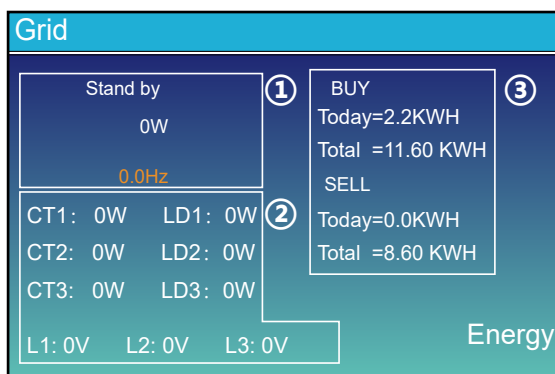 Grid
Stand by
①
0W
0.0Hz
CT1: 0W LD1: 0W
②
CT2: 0W LD2: 0W
CT3: 0W LD3: 0W
L1: 0V L2: 0V L3: 0V
BUY
③
Today=2.2KWH
Total =11.60 KWH
SELL
Today=0.0KWH
Total =8.60 KWH
Energy